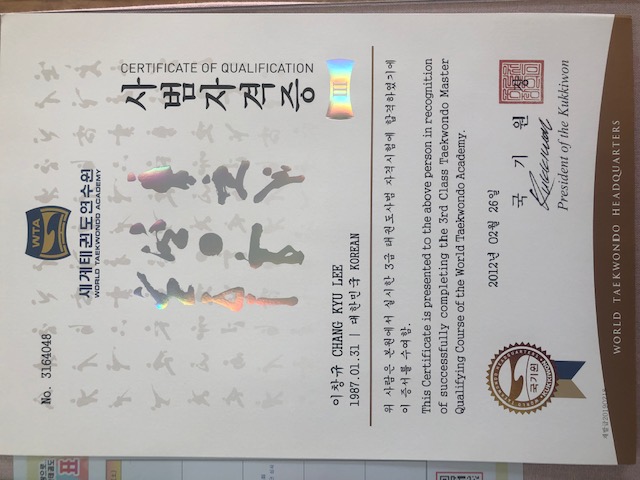 No. 3164048
WTA
세계태권도연수원
WORLD TAEKWONDO ACADEMY
CERTIFICATE OF QUALIFICATION
사범자격증
III
이창규 CHANG KYU LEE
1987.01.31 | 대한민국 KOREAN
위 사람은 본원에서 실시한 3급 태권도사범 자격시험에 합격하였기에
이 증서를 수여함.
This Certificate is presented to the above person in recognition
of successfully completing the 3rd Class Taekwondo Master
Qualifying Course of the World Taekwondo Academy.
2012년 02월 26일
국기원
국 기 원 장
President of the Kukkiwon
WORLD TAEKWONDO HEADQUARTERS